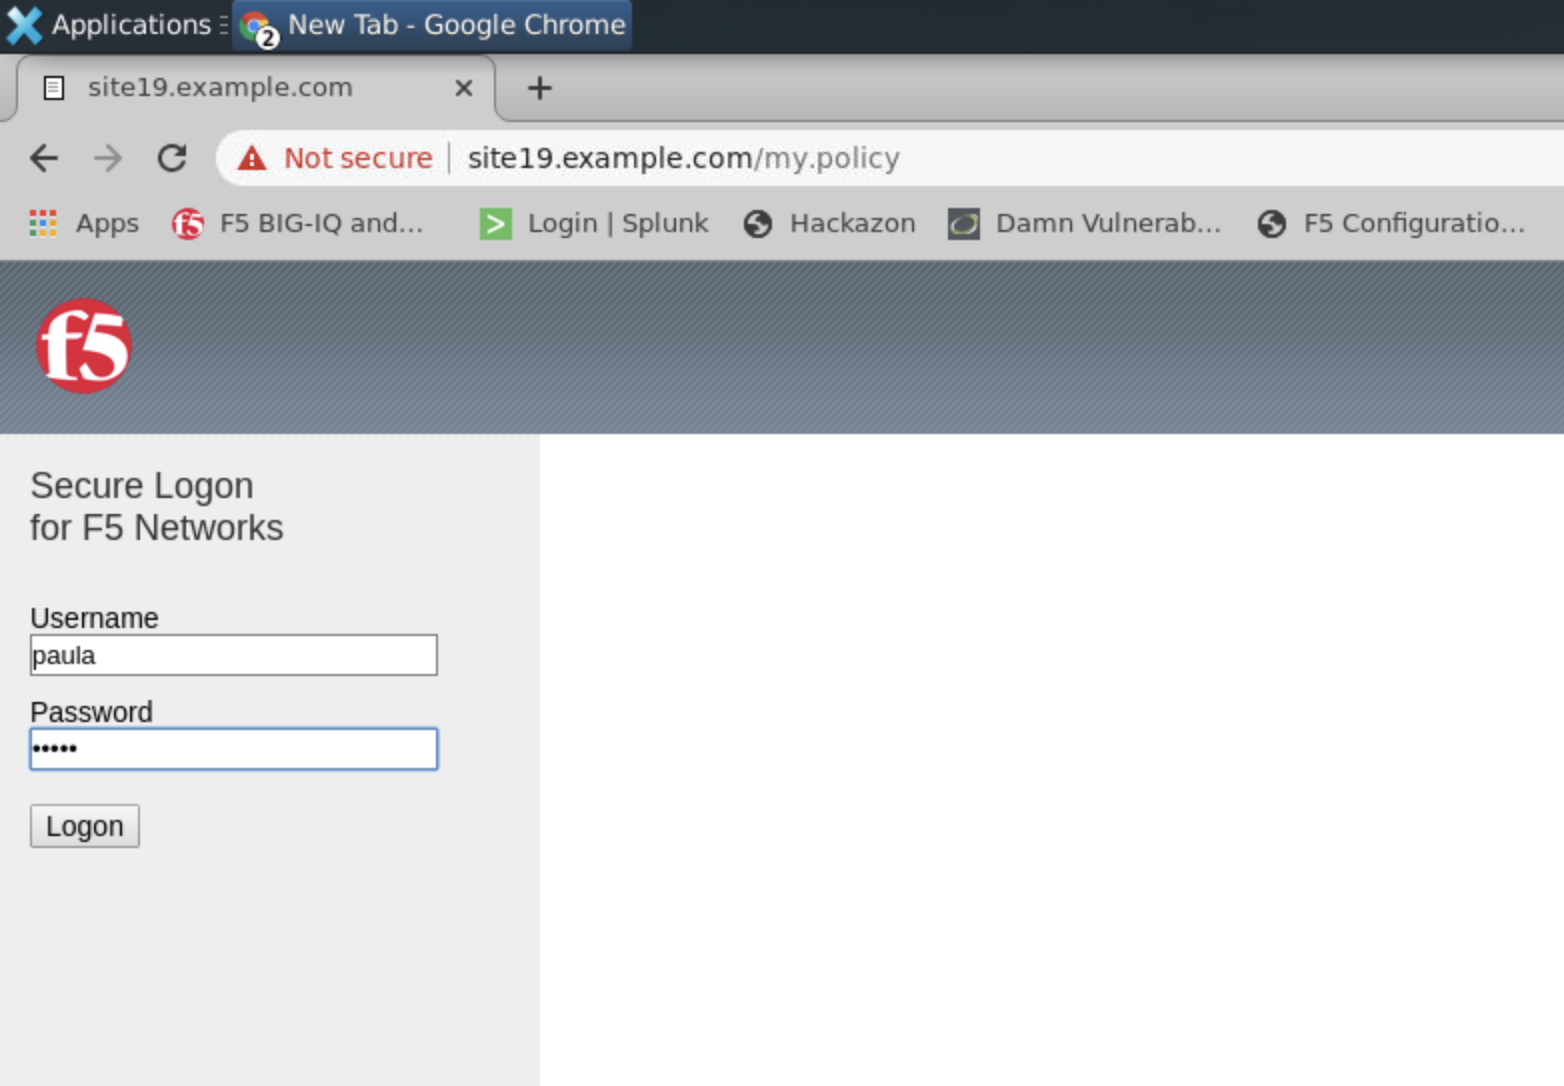 Applications
2 New Tab - Google Chrome
site19.example.com
Not secure site19.example.com/my.policy
Apps F5 BIG-IQ and... Login | Splunk Hackazon Damn Vulnerab... F5 Configuratio...
f5
Secure Logon
for F5 Networks
Username
paula
Password
•••••
Logon